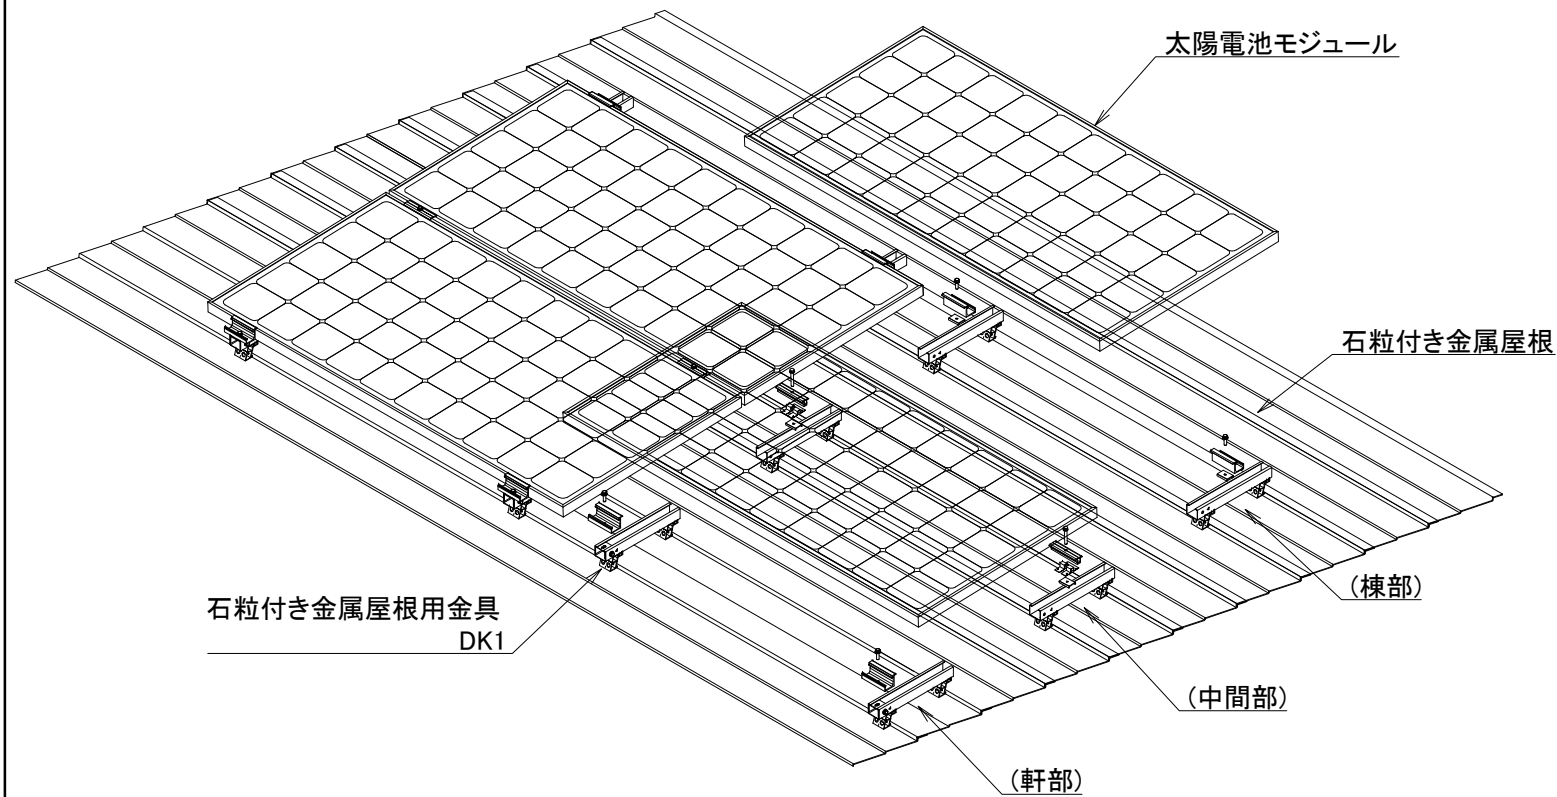 太陽電池モジュール
石粒付き金属屋根
(棟部)
石粒付き金属屋根用金具
DK1
(中間部)
(軒部)